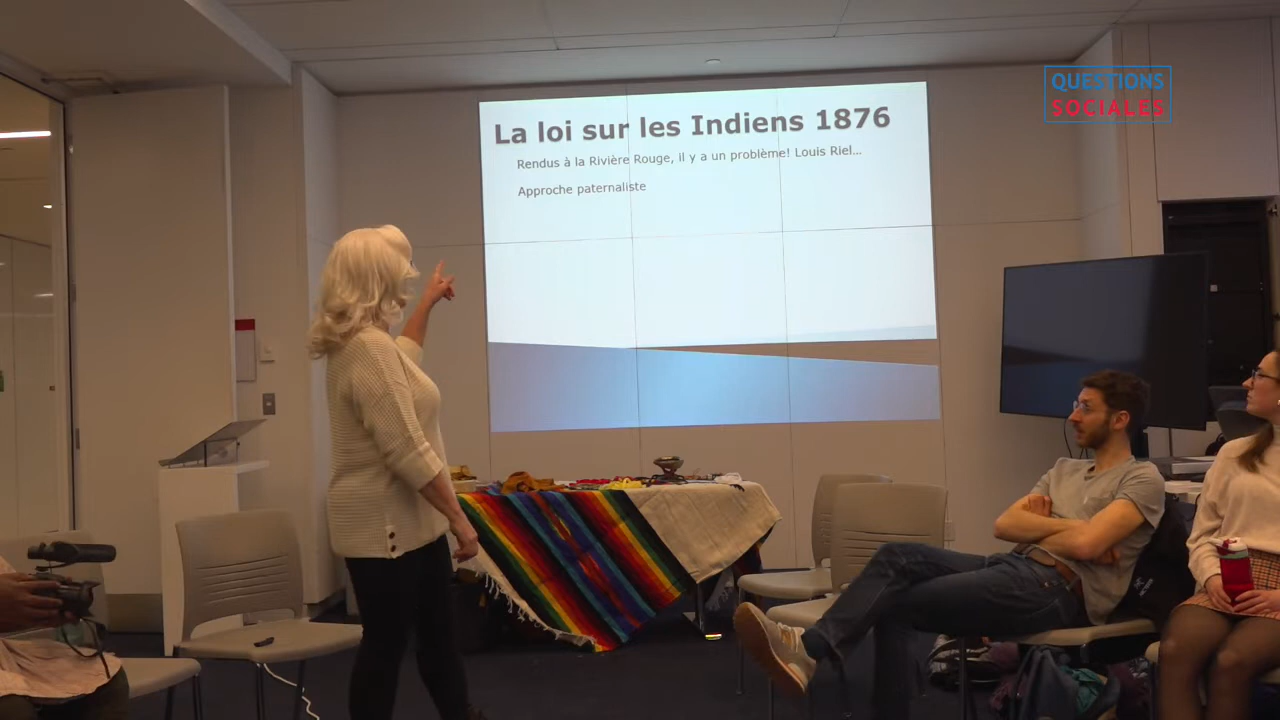 QUESTIONS
SOCIALES
La loi sur les Indiens 1876
Rendus à la Rivière Rouge, il y a un problème! Louis Riel...
Approche paternaliste